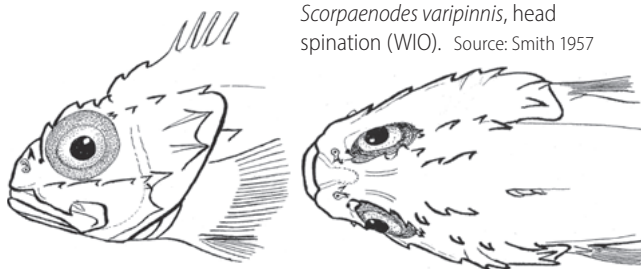 Scorpaenodes varipinnis, head
spination (WIO). Source: Smith 1957